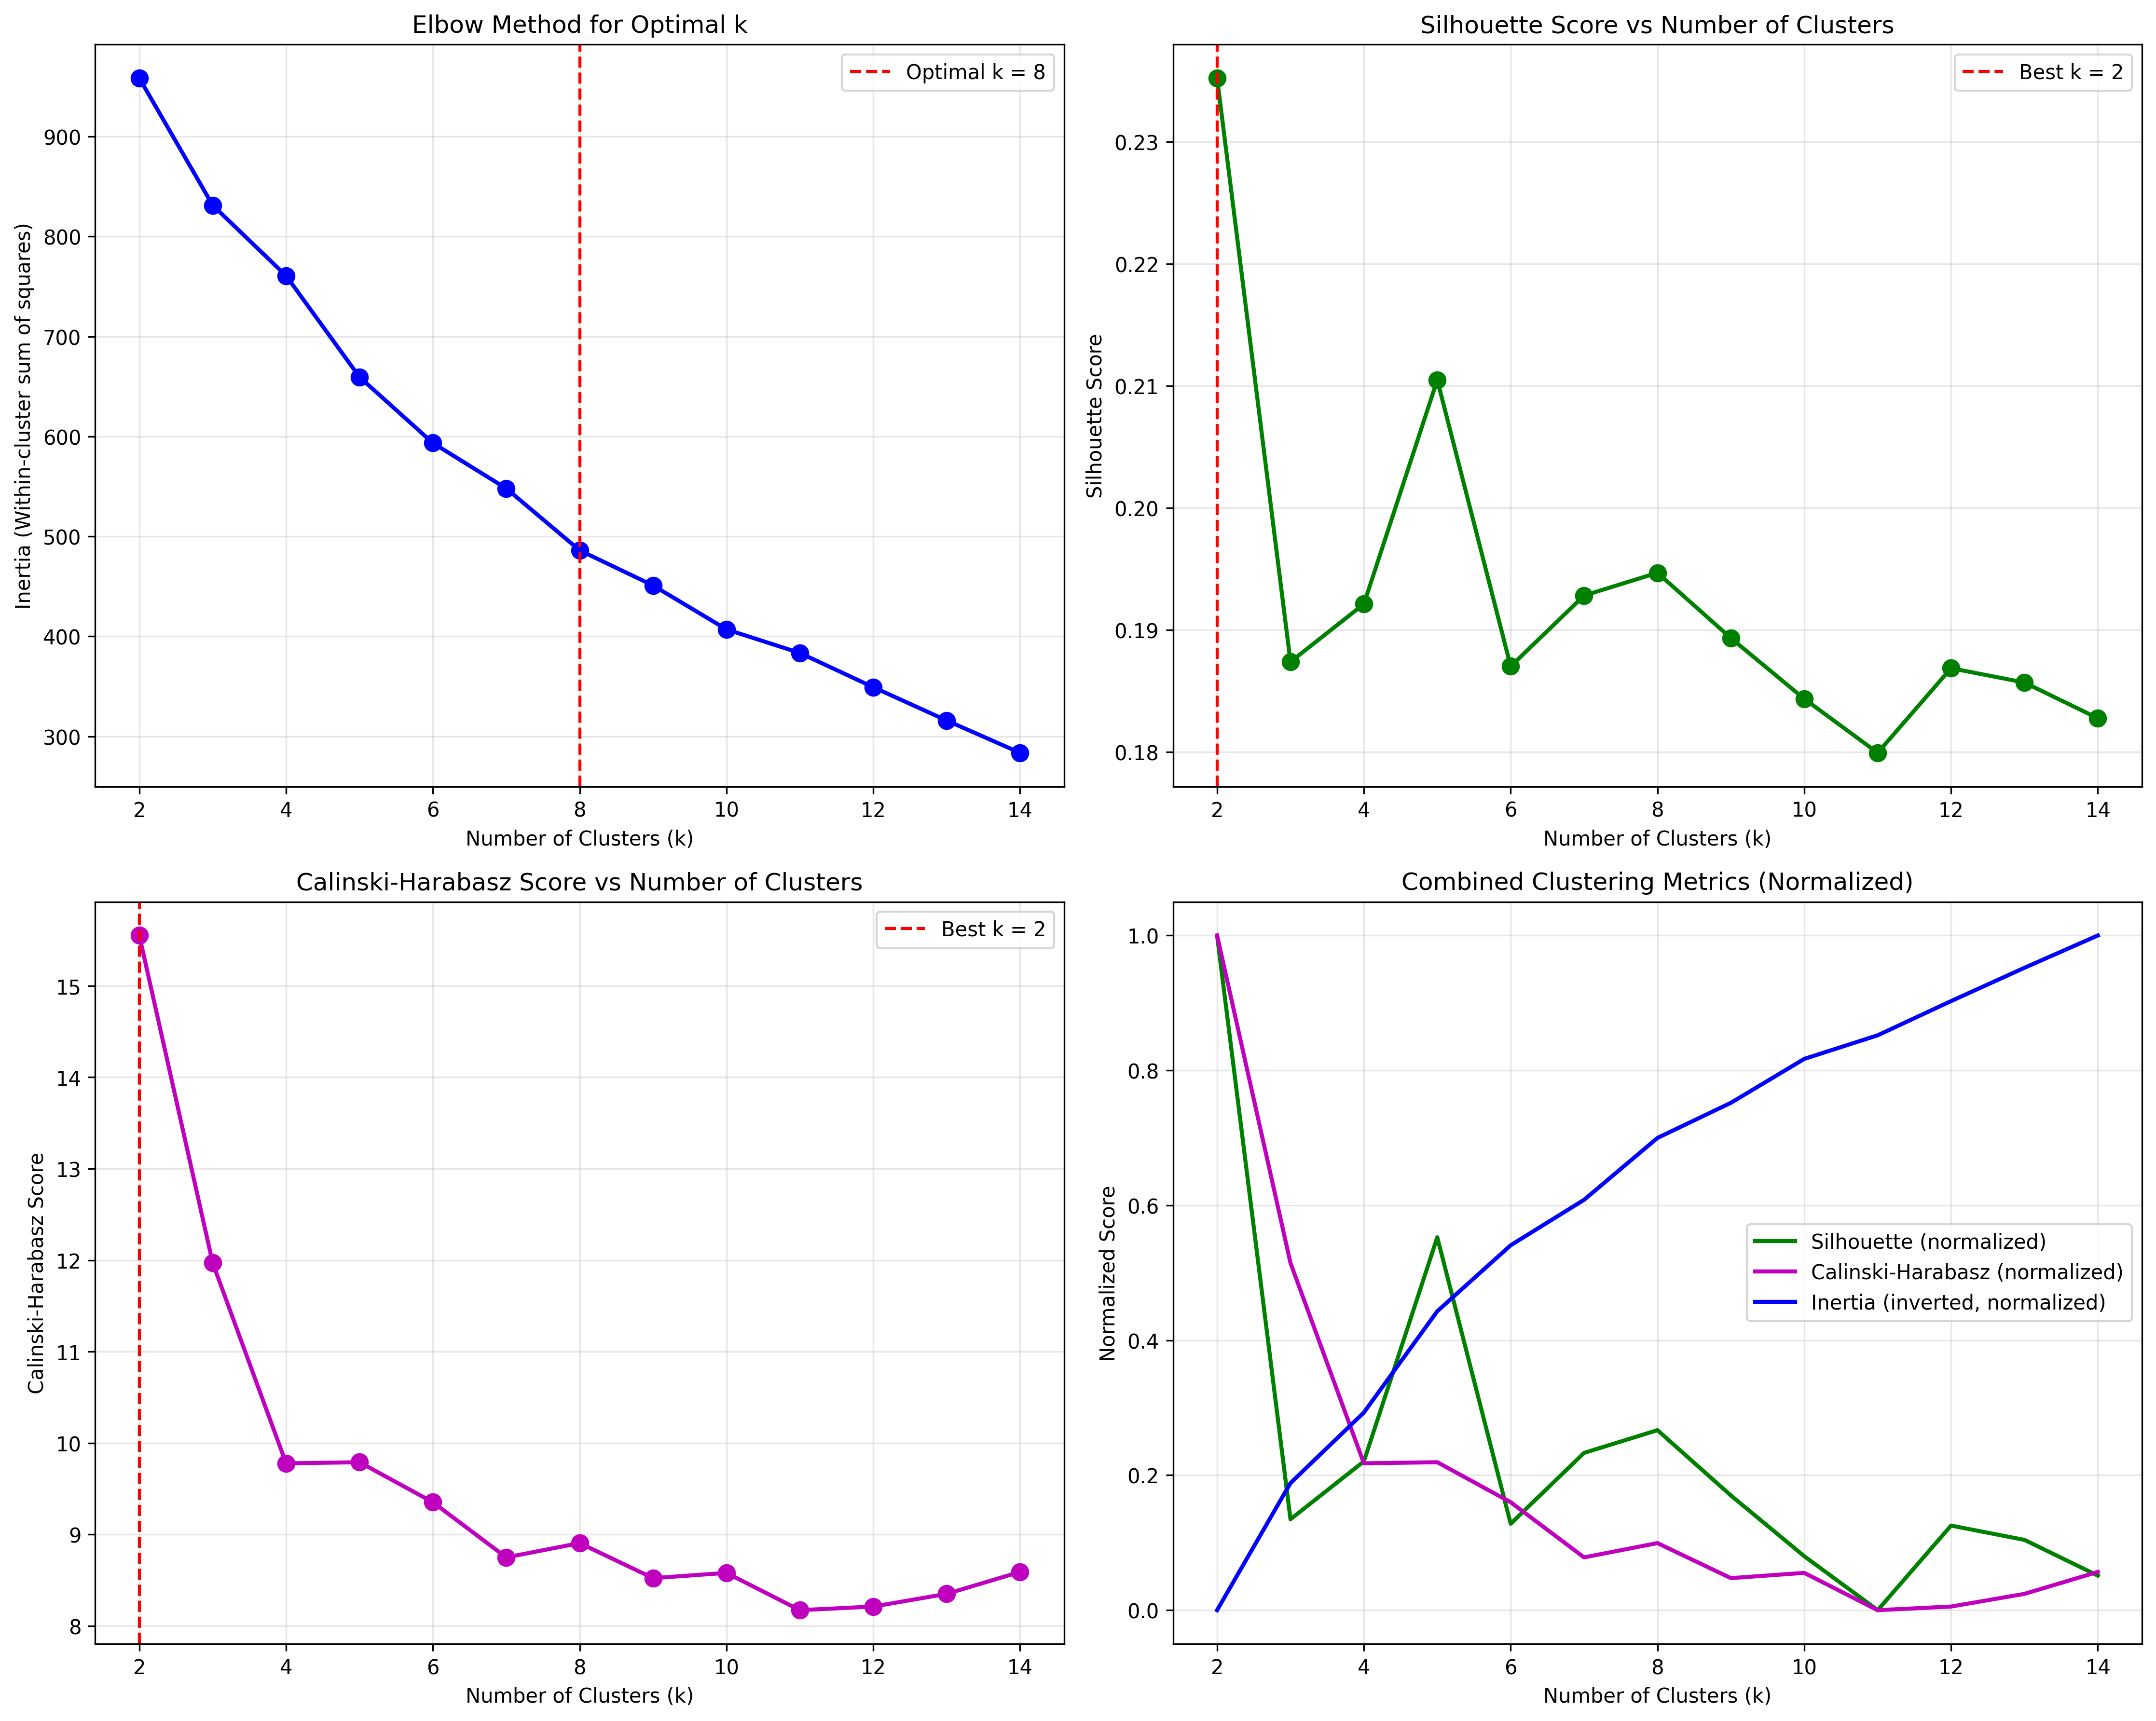 Elbow Method for Optimal k
Optimal k = 8
Inertia (Within-cluster sum of squares)
900
800
700
600
500
400
300
2 4 6 8 10 12 14
Number of Clusters (k)
Silhouette Score vs Number of Clusters
Best k = 2
Silhouette Score
0.23
0.22
0.21
0.20
0.19
0.18
2 4 6 8 10 12 14
Number of Clusters (k)
Calinski-Harabasz Score vs Number of Clusters
Best k = 2
Calinski-Harabasz Score
15
14
13
12
11
10
9
8
2 4 6 8 10 12 14
Number of Clusters (k)
Combined Clustering Metrics (Normalized)
Normalized Score
1.0
0.8
0.6
0.4
0.2
0.0
Silhouette (normalized)
Calinski-Harabasz (normalized)
Inertia (inverted, normalized)
2 4 6 8 10 12 14
Number of Clusters (k)